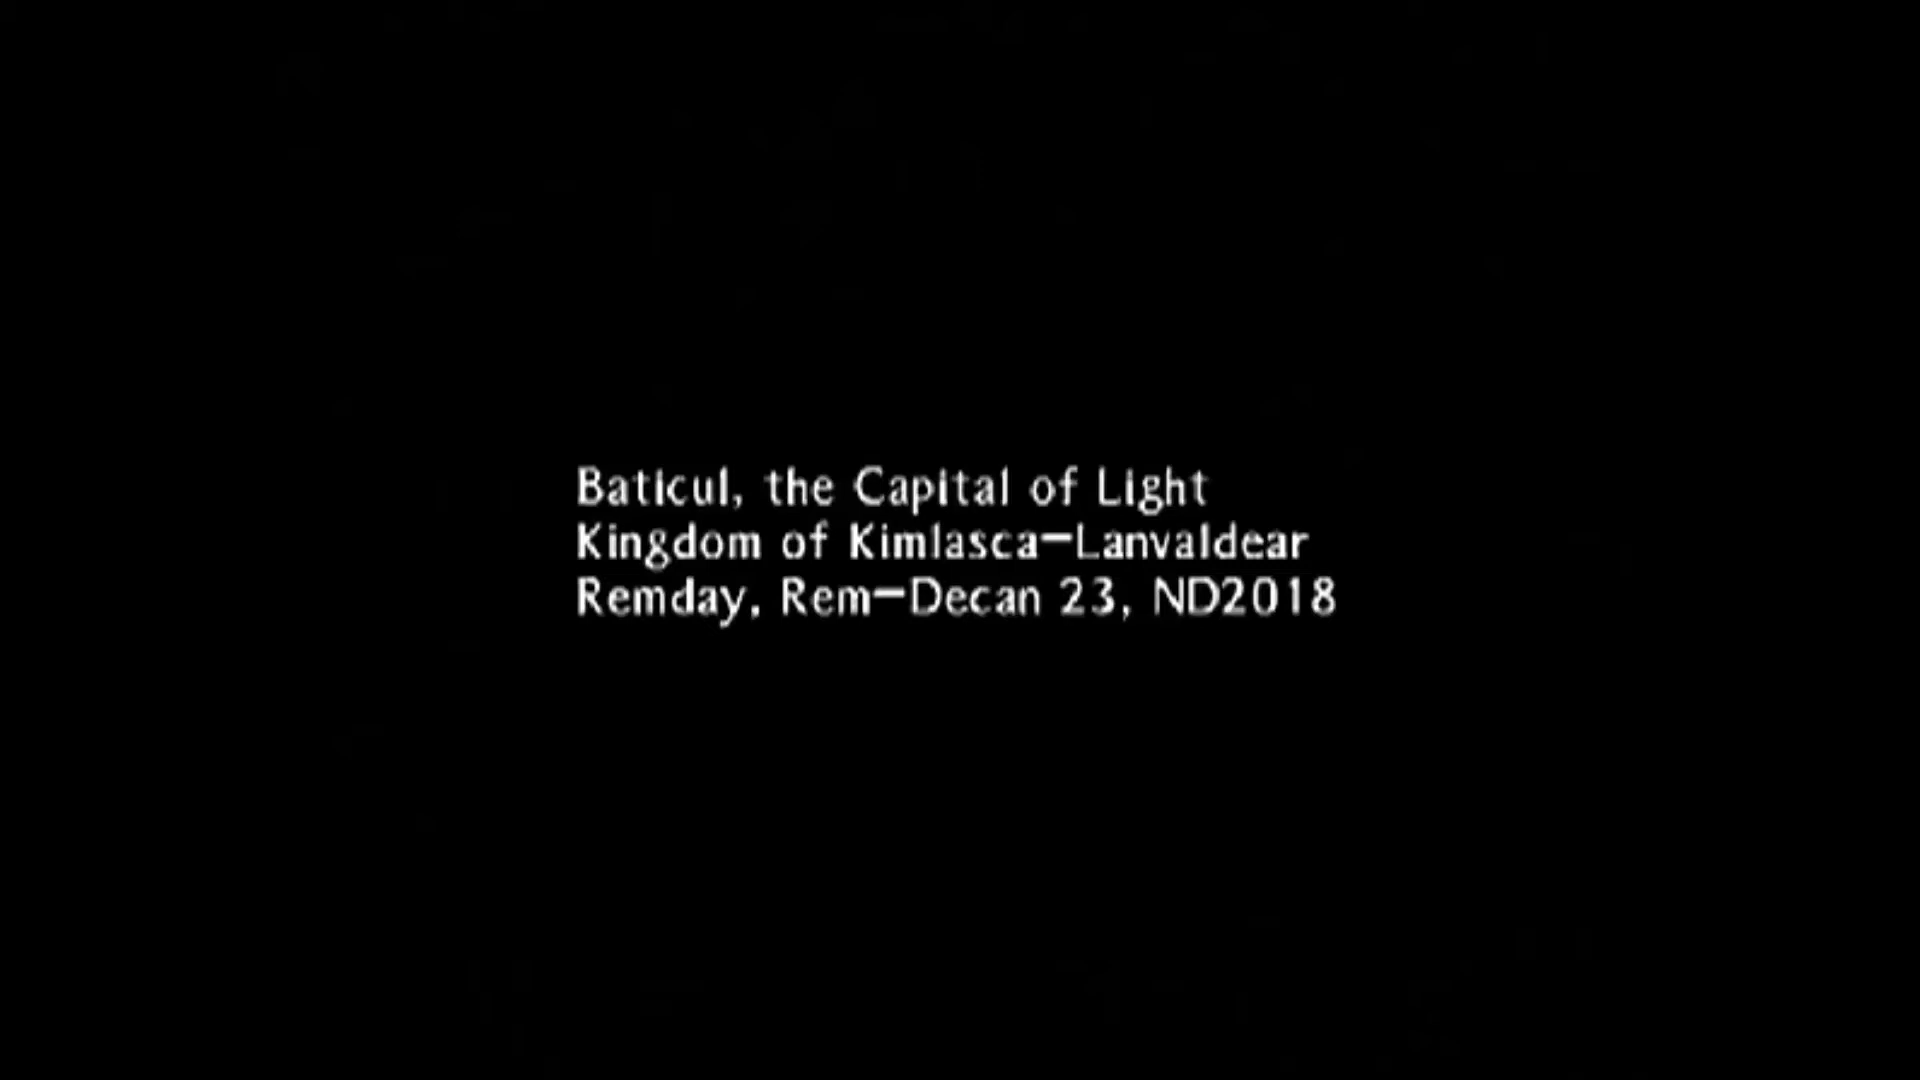 Baticul, the Capital of Light
Kingdom of Kimlasca-Lanvaldear
Remday, Rem-Decan 23, ND2018